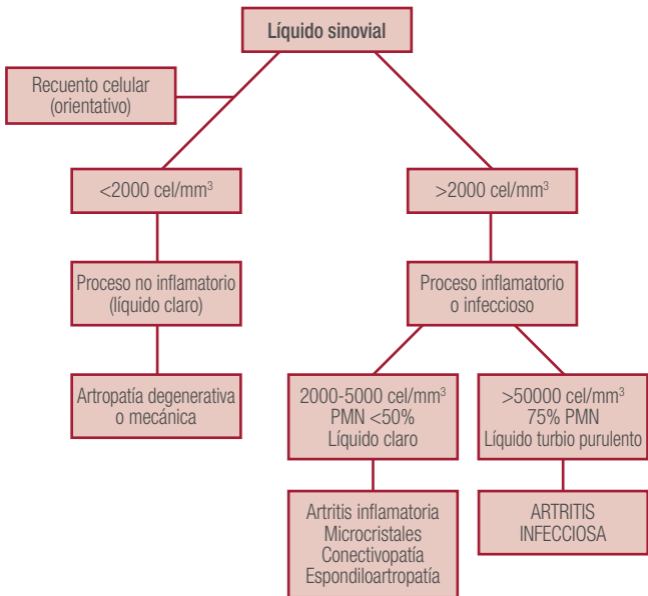 Líquido sinovial
Recuento celular
(orientativo)
<2000 cel/mm³
>2000 cel/mm³
Proceso no inflamatorio
(líquido claro)
Proceso inflamatorio
o infeccioso
Artropatía degenerativa
o mecánica
2000-5000 cel/mm³
PMN <50%
Líquido claro
>50000 cel/mm³
75% PMN
Líquido turbio purulento
Artritis inflamatoria
Microcristales
Conectivopatía
Espondiloartropatía
ARTRITIS
INFECCIOSA